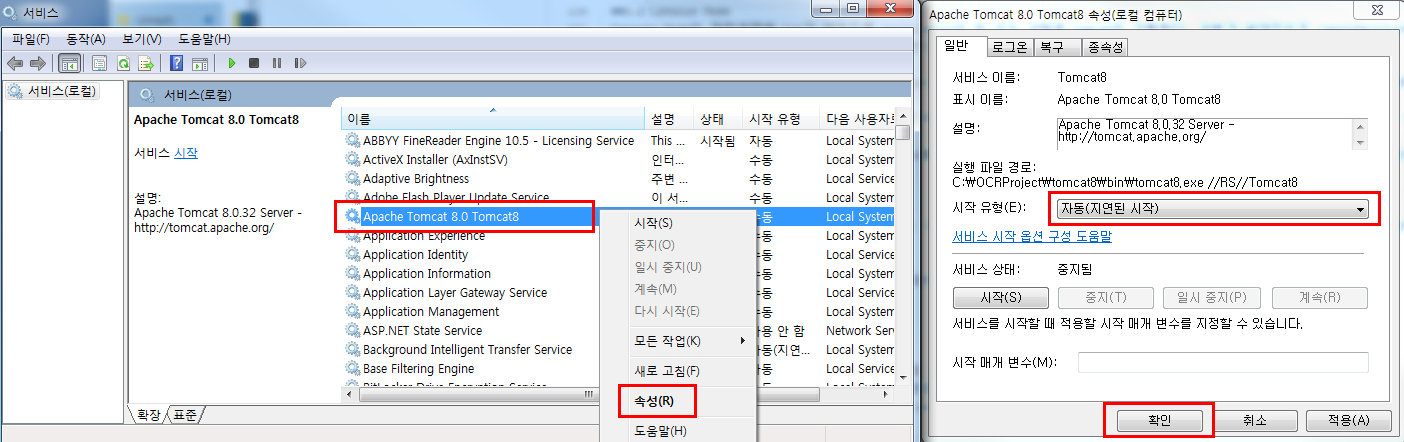 서비스
파일(F) 동작(A) 보기(V) 도움말(H)
서비스(로컬)
서비스(로컬)
Apache Tomcat 8.0 Tomcat8
서비스 시작
설명:
Apache Tomcat 8.0.32 Server -
http://tomcat.apache.org/
이름 설명 상태 시작 유형 다음 사용자로
ABBYY FineReader Engine 10.5 - Licensing Service This ... 시작됨 자동 Local System
ActiveX Installer (AxInstSV) 인터... 수동 Local System
Adaptive Brightness 주변 ... 수동 Local Service
Adobe Flash Player Update Service 이 서... 수동 Local System
Apache Tomcat 8.0 Tomcat8 수동 Local System
Application Experience 수동 Local System
Application Identity 수동 Local Service
Application Information 수동 Local System
Application Layer Gateway Service 수동 Local Service
Application Management 수동 Local System
ASP.NET State Service 사용 안 함 Network Serv
Background Intelligent Transfer Service 자동(지연... Local System
Base Filtering Engine 자동 Local Service
BitLocker Drive Encryption Service 수동 Local System
시작(S)
중지(O)
일시 중지(U)
계속(M)
다시 시작(E)
모든 작업(K)
새로 고침(F)
속성(R)
도움말(H)
확장 표준
Apache Tomcat 8.0 Tomcat8 속성(로컬 컴퓨터)
일반 로그온 복구 종속성
서비스 이름: Tomcat8
표시 이름: Apache Tomcat 8.0 Tomcat8
설명: Apache Tomcat 8.0.32 Server -
http://tomcat.apache.org/
실행 파일 경로:
C:\OCRProject\tomcat8\bin\tomcat8.exe //RS//Tomcat8
시작 유형(E): 자동(지연된 시작)
서비스 시작 옵션 구성 도움말
서비스 상태: 중지됨
시작(S) 중지(T) 일시 중지(P) 계속(R)
서비스를 시작할 때 적용할 시작 매개 변수를 지정할 수 있습니다.
시작 매개 변수(M):
확인 취소 적용(A)